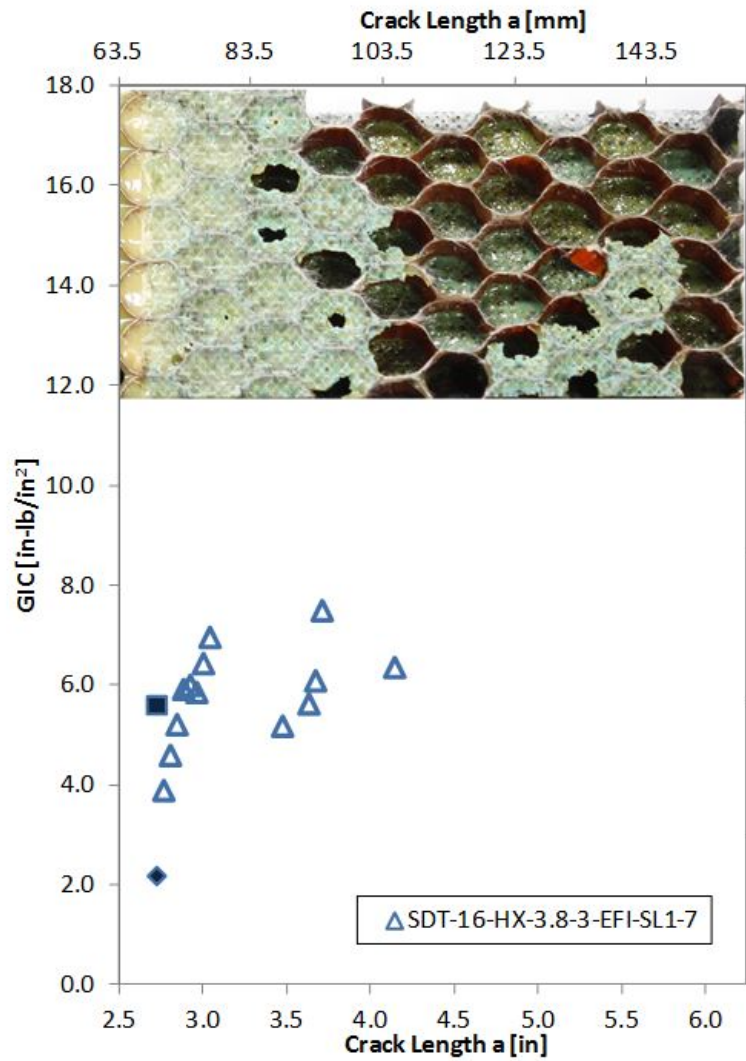 Crack Length a [mm]
63.5 83.5 103.5 123.5 143.5
18.0
16.0
14.0
12.0
10.0
8.0
6.0
4.0
2.0
0.0
GIC [in-lb/in²]
SDT-16-HX-3.8-3-EFI-SL1-7
2.5 3.0 3.5 4.0 4.5 5.0 5.5 6.0
Crack Length a [in]